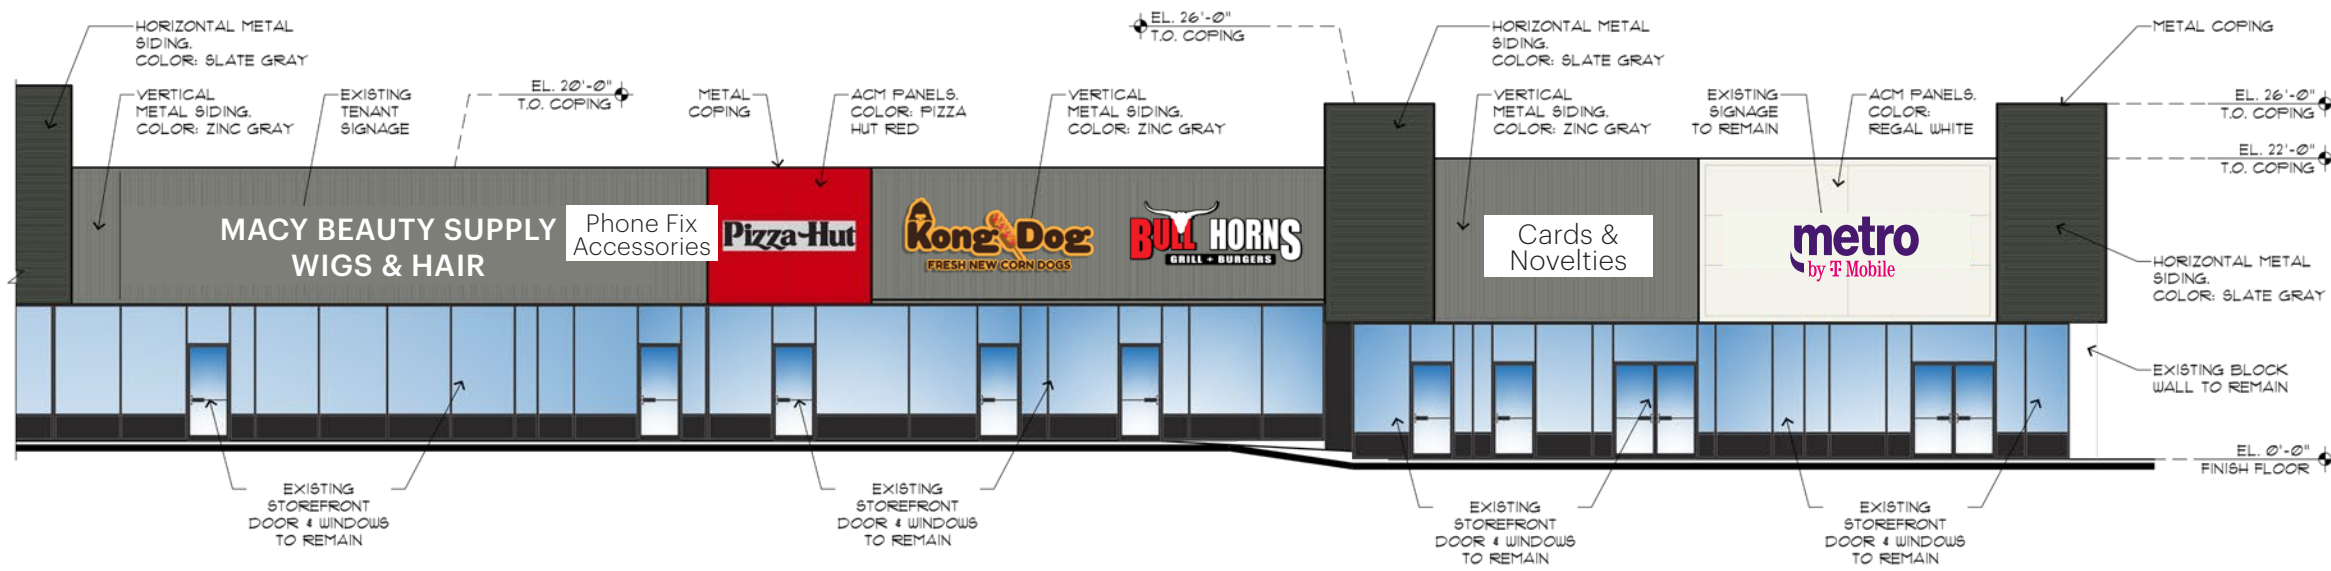 HORIZONTAL METAL
SIDING.
COLOR: SLATE GRAY
VERTICAL
METAL SIDING.
COLOR: ZINC GRAY
EXISTING
TENANT
SIGNAGE
EL. 20'-0"
T.O. COPING
METAL
COPING
ACM PANELS.
COLOR: PIZZA
HUT RED
VERTICAL
METAL SIDING.
COLOR: ZINC GRAY
EL. 26'-0"
T.O. COPING
HORIZONTAL METAL
SIDING.
COLOR: SLATE GRAY
VERTICAL
METAL SIDING.
COLOR: ZINC GRAY
EXISTING
SIGNAGE
TO REMAIN
ACM PANELS.
COLOR:
REGAL WHITE
METAL COPING
EL. 26'-0"
T.O. COPING
EL. 22'-0"
T.O. COPING
MACY BEAUTY SUPPLY
WIGS & HAIR
Phone Fix
Accessories
Pizza Hut
Kong Dog
FRESH NEW CORN DOGS
BULL HORNS
GRILL + BURGERS
Cards &
Novelties
metro
by T Mobile
HORIZONTAL METAL
SIDING.
COLOR: SLATE GRAY
EXISTING BLOCK
WALL TO REMAIN
EL. 0'-0"
FINISH FLOOR
EXISTING
STOREFRONT
DOOR & WINDOWS
TO REMAIN
EXISTING
STOREFRONT
DOOR & WINDOWS
TO REMAIN
EXISTING
STOREFRONT
DOOR & WINDOWS
TO REMAIN
EXISTING
STOREFRONT
DOOR & WINDOWS
TO REMAIN